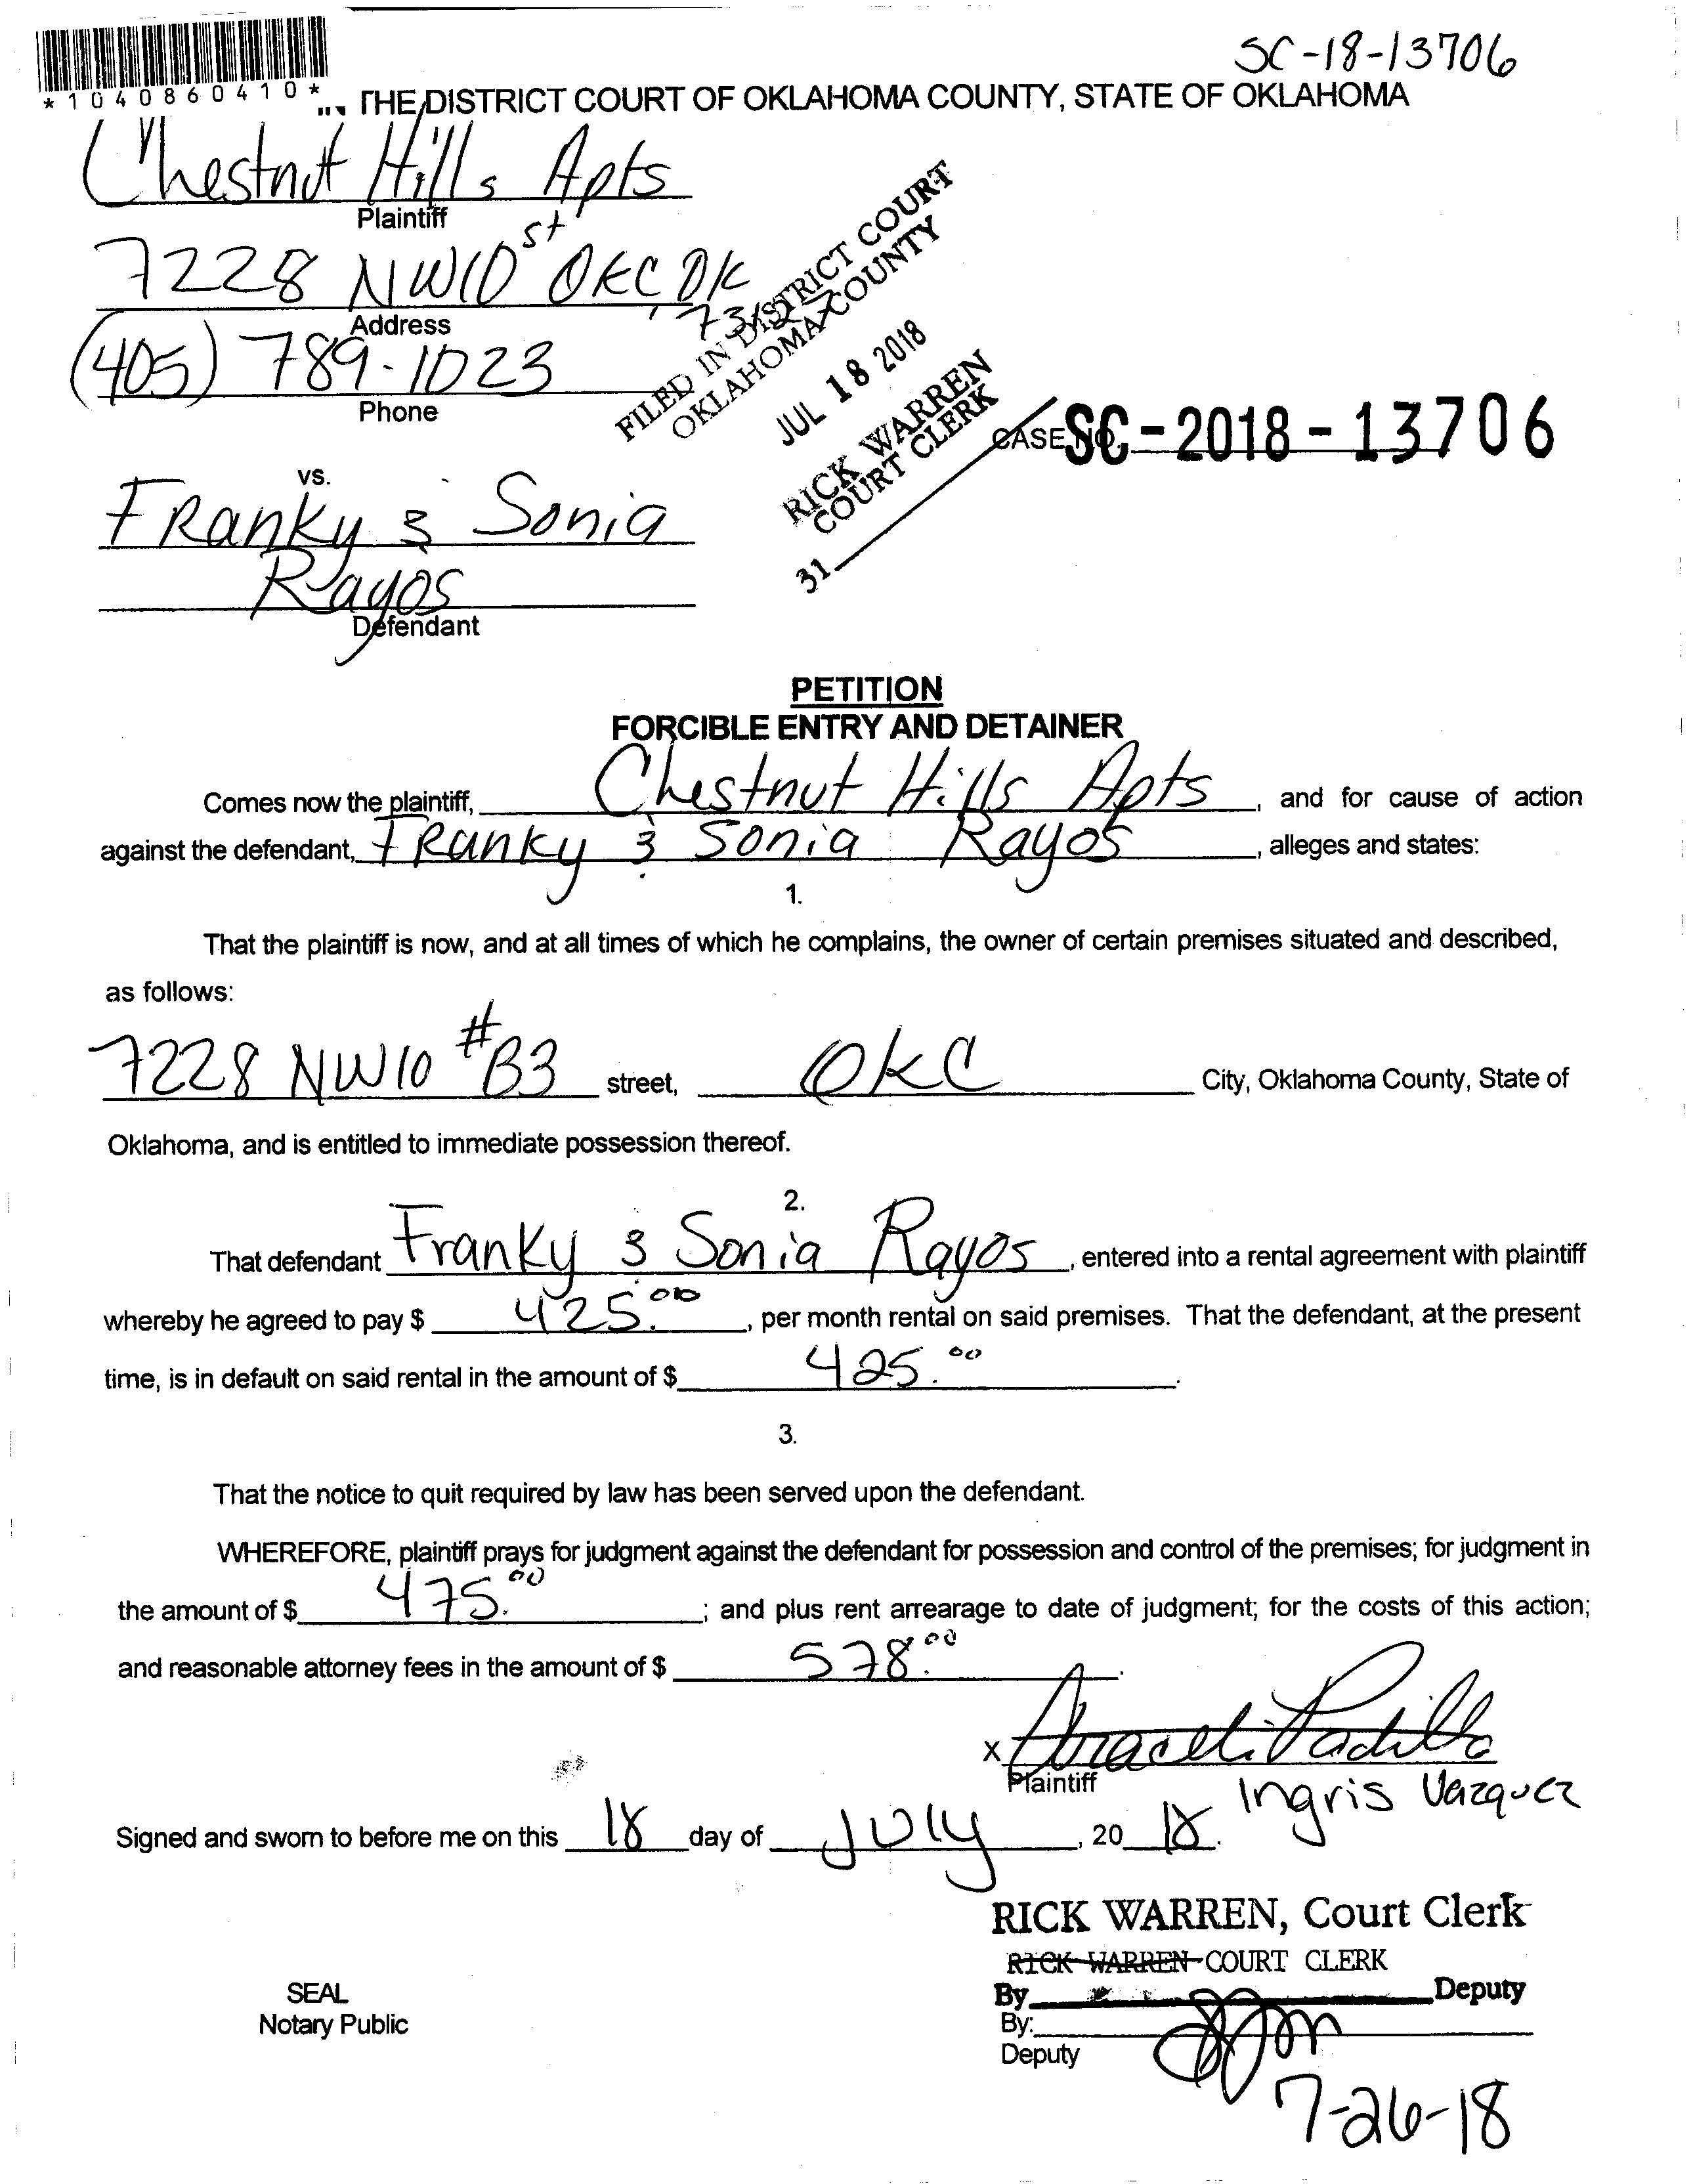 SC-18-13706
*1040860410*
THE DISTRICT COURT OF OKLAHOMA COUNTY, STATE OF OKLAHOMA
Chestnut Hills Apts
Plaintiff
7228 NW10 st OKC, OK
73127
Address
(405) 789-1023
Phone
FILED IN DISTRICT COURT
OKLAHOMA COUNTY
JUL 18 2018
RICK WARREN
COURT CLERK
31
CASE NO. SC-2018-13706
vs.
FRanky & Sonia
Rayos
Defendant
PETITION
FORCIBLE ENTRY AND DETAINER
Comes now the plaintiff, Chestnut Hills Apts, and for cause of action
against the defendant, FRanky & Sonia Rayos, alleges and states:
1.
That the plaintiff is now, and at all times of which he complains, the owner of certain premises situated and described,
as follows:
7228 NW10 #B3 street, OKC City, Oklahoma County, State of
Oklahoma, and is entitled to immediate possession thereof.
2.
That defendant Franky & Sonia Rayos, entered into a rental agreement with plaintiff
whereby he agreed to pay $ 425.00, per month rental on said premises. That the defendant, at the present
time, is in default on said rental in the amount of $ 425.00.
3.
That the notice to quit required by law has been served upon the defendant.
WHEREFORE, plaintiff prays for judgment against the defendant for possession and control of the premises; for judgment in
the amount of $ 475.00; and plus rent arrearage to date of judgment; for the costs of this action;
and reasonable attorney fees in the amount of $ 578.00.
x Araceli Padilla
Plaintiff
Ingris Vazquez
Signed and sworn to before me on this 18 day of July, 20 18.
RICK WARREN, Court Clerk
RICK WARREN COURT CLERK
By Deputy
By:
Deputy
SEAL
Notary Public
7-26-18